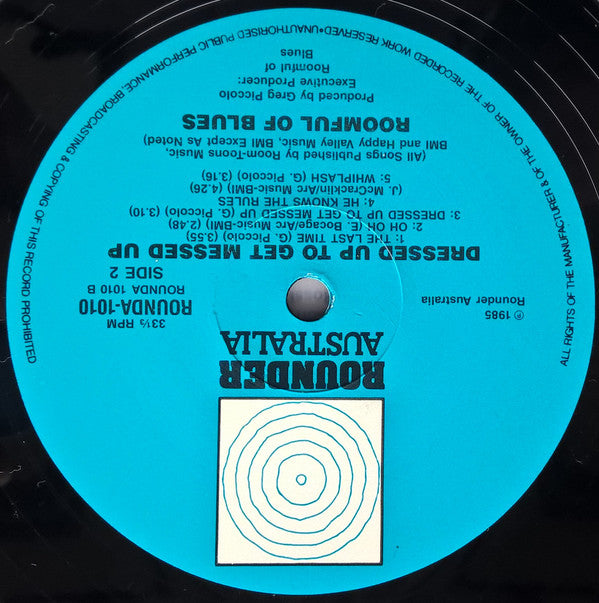 ROUNDER
AUSTRALIA
℗ 1985
Rounder Australia
33⅓ RPM
ROUNDA-1010
ROUNDA 1010 B
SIDE 2
DRESSED UP TO GET MESSED UP
1: THE LAST TIME (G. Piccolo) (3.55)
2: OH OH (E. Bocage/Arc Music-BMI) (2.48)
3: DRESSED UP TO GET MESSED UP (G. Piccolo) (3.10)
4: HE KNOWS THE RULES
J. McCracklin/Arc Music-BMI) (4.26)
5: WHIPLASH (G. Piccolo) (3.16)
(All Songs Published by Room-Toons Music,
BMI and Happy Valley Music, BMI Except As Noted)
ROOMFUL OF BLUES
Produced by Greg Piccolo
Executive Producer:
Roomful of
Blues
ALL RIGHTS OF THE MANUFACTURER & OF THE OWNER OF THE RECORDED WORK RESERVED•UNAUTHORISED PUBLIC PERFORMANCE, BROADCASTING & COPYING OF THIS RECORD PROHIBITED